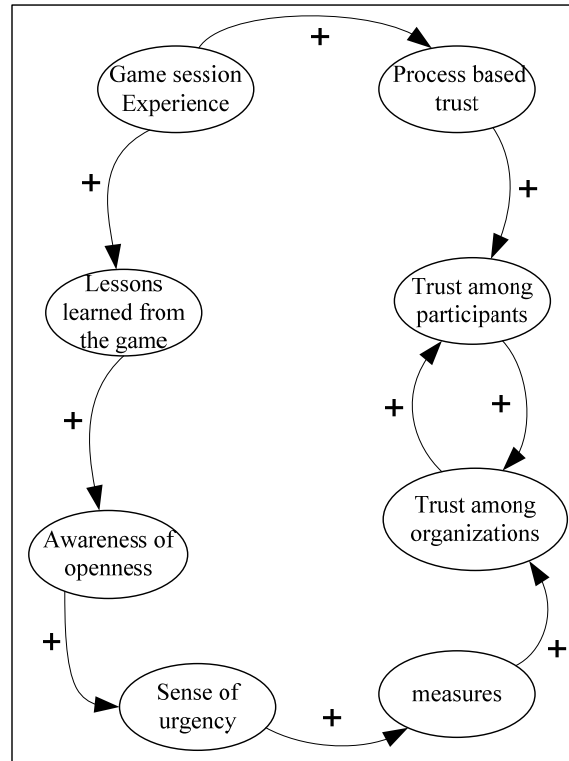 +
Game session
Experience
Process based
trust
+
+
Lessons
learned from
the game
Trust among
participants
+
+
+
Trust among
organizations
Awareness of
openness
+
+
Sense of
urgency
measures
+